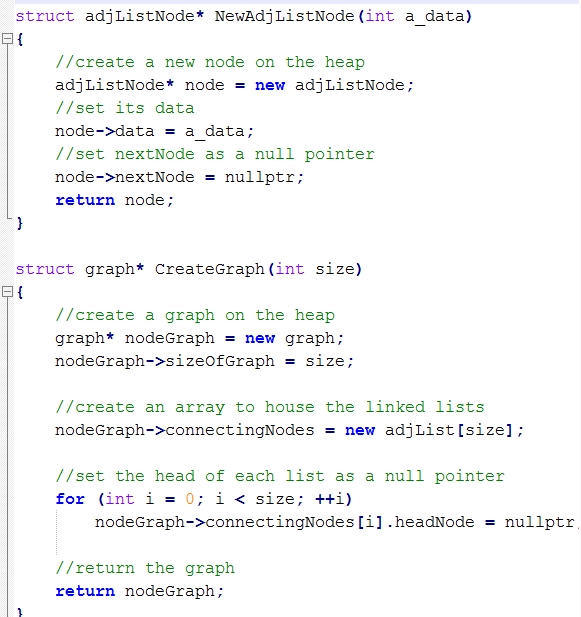 struct adjListNode* NewAdjListNode(int a_data)
{
    //create a new node on the heap
    adjListNode* node = new adjListNode;
    //set its data
    node->data = a_data;
    //set nextNode as a null pointer
    node->nextNode = nullptr;
    return node;
}

struct graph* CreateGraph(int size)
{
    //create a graph on the heap
    graph* nodeGraph = new graph;
    nodeGraph->sizeOfGraph = size;

    //create an array to house the linked lists
    nodeGraph->connectingNodes = new adjList[size];

    //set the head of each list as a null pointer
    for (int i = 0; i < size; ++i)
        nodeGraph->connectingNodes[i].headNode = nullptr;

    //return the graph
    return nodeGraph;
}